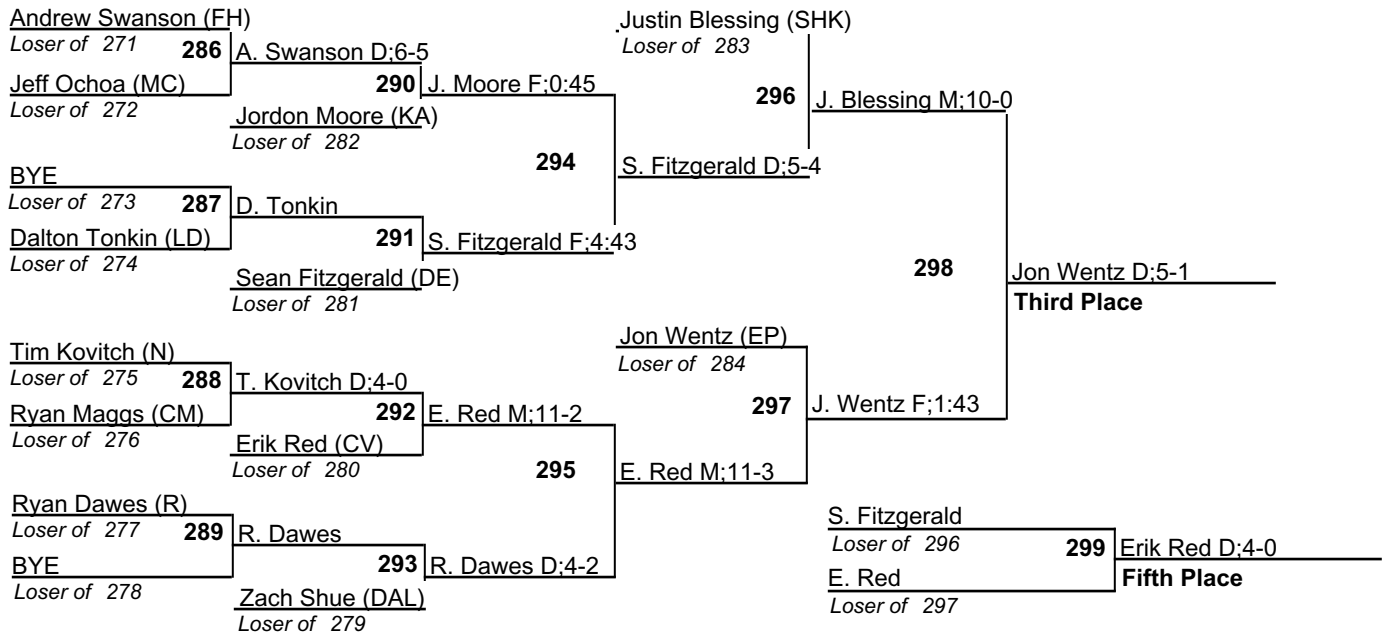 Andrew Swanson (FH)
Loser of 271
286
A. Swanson D;6-5
Jeff Ochoa (MC)
Loser of 272
290
J. Moore F;0:45
Jordon Moore (KA)
Loser of 282
294
S. Fitzgerald D;5-4
BYE
Loser of 273
287
D. Tonkin
Dalton Tonkin (LD)
Loser of 274
291
S. Fitzgerald F;4:43
Sean Fitzgerald (DE)
Loser of 281
Justin Blessing (SHK)
Loser of 283
296
J. Blessing M;10-0
298
Jon Wentz D;5-1
Third Place
Tim Kovitch (N)
Loser of 275
288
T. Kovitch D;4-0
Ryan Maggs (CM)
Loser of 276
292
E. Red M;11-2
Erik Red (CV)
Loser of 280
295
E. Red M;11-3
Ryan Dawes (R)
Loser of 277
289
R. Dawes
BYE
Loser of 278
293
R. Dawes D;4-2
Zach Shue (DAL)
Loser of 279
Jon Wentz (EP)
Loser of 284
297
J. Wentz F;1:43
S. Fitzgerald
Loser of 296
299
Erik Red D;4-0
E. Red
Fifth Place
Loser of 297